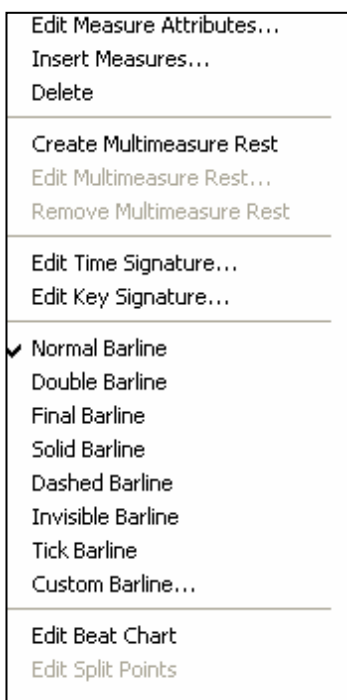 Edit Measure Attributes...
Insert Measures...
Delete
Create Multimeasure Rest
Edit Multimeasure Rest...
Remove Multimeasure Rest
Edit Time Signature...
Edit Key Signature...
Normal Barline
Double Barline
Final Barline
Solid Barline
Dashed Barline
Invisible Barline
Tick Barline
Custom Barline...
Edit Beat Chart
Edit Split Points